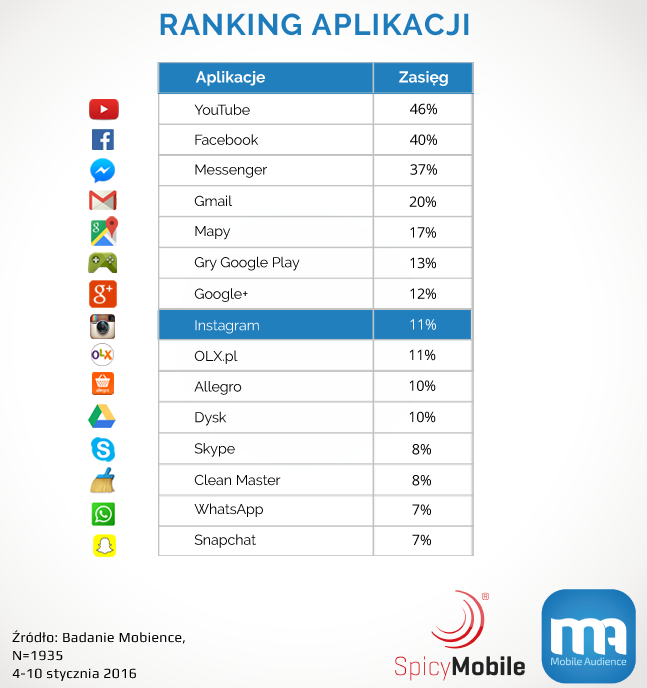 RANKING APLIKACJI
Aplikacje Zasięg
YouTube 46%
Facebook 40%
Messenger 37%
Gmail 20%
Mapy 17%
Gry Google Play 13%
Google+ 12%
Instagram 11%
OLX.pl 11%
Allegro 10%
Dysk 10%
Skype 8%
Clean Master 8%
WhatsApp 7%
Snapchat 7%
Źródło: Badanie Mobience,
N=1935
4-10 stycznia 2016
SpicyMobile ®
ma
Mobile Audience
f
g
g+
OLX
allegro
S